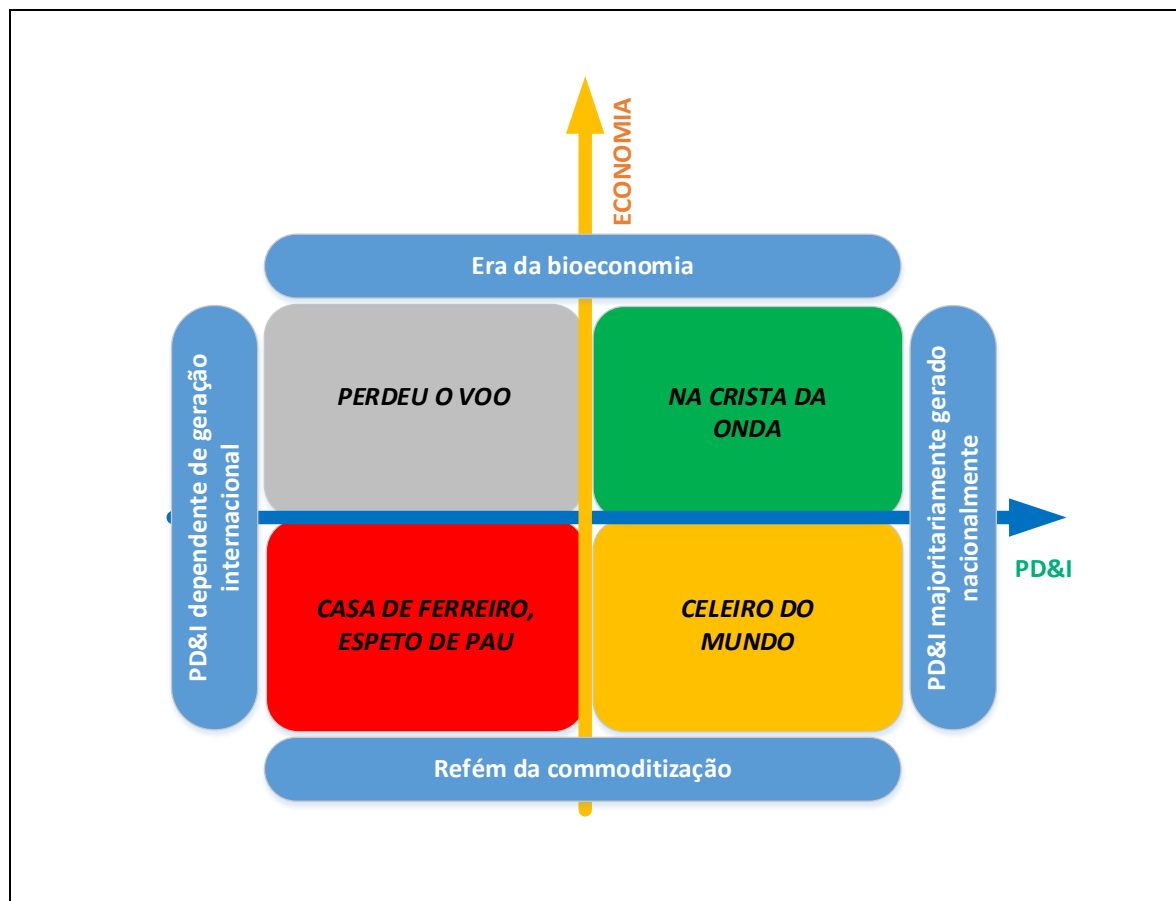 ECONOMIA
Era da bioeconomia
PD&I dependente de geração
internacional
PERDEU O VOO
NA CRISTA DA
ONDA
PD&I majoritariamente gerado
nacionalmente
PD&I
CASA DE FERREIRO,
ESPETO DE PAU
CELEIRO DO
MUNDO
Refém da commoditização